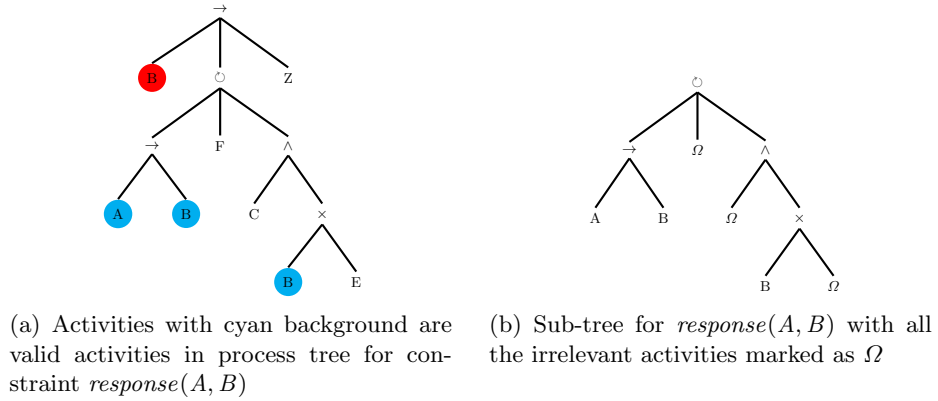 →
B ↻ Z
→ F ∧
A B C ×
B E
↻
→ Ω ∧
A B Ω ×
B Ω
(a) Activities with cyan background are
valid activities in process tree for con-
straint response(A, B)
(b) Sub-tree for response(A, B) with all
the irrelevant activities marked as Ω